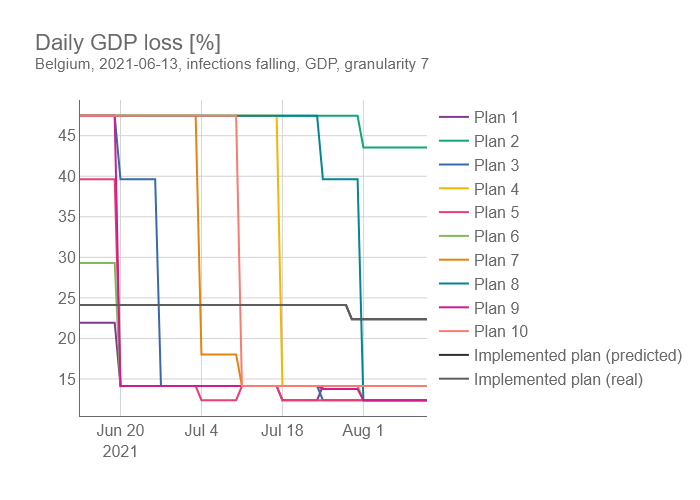 Daily GDP loss [%]
Belgium, 2021-06-13, infections falling, GDP, granularity 7
45
40
35
30
25
20
15
Jun 20
2021
Jul 4
Jul 18
Aug 1
Plan 1
Plan 2
Plan 3
Plan 4
Plan 5
Plan 6
Plan 7
Plan 8
Plan 9
Plan 10
Implemented plan (predicted)
Implemented plan (real)